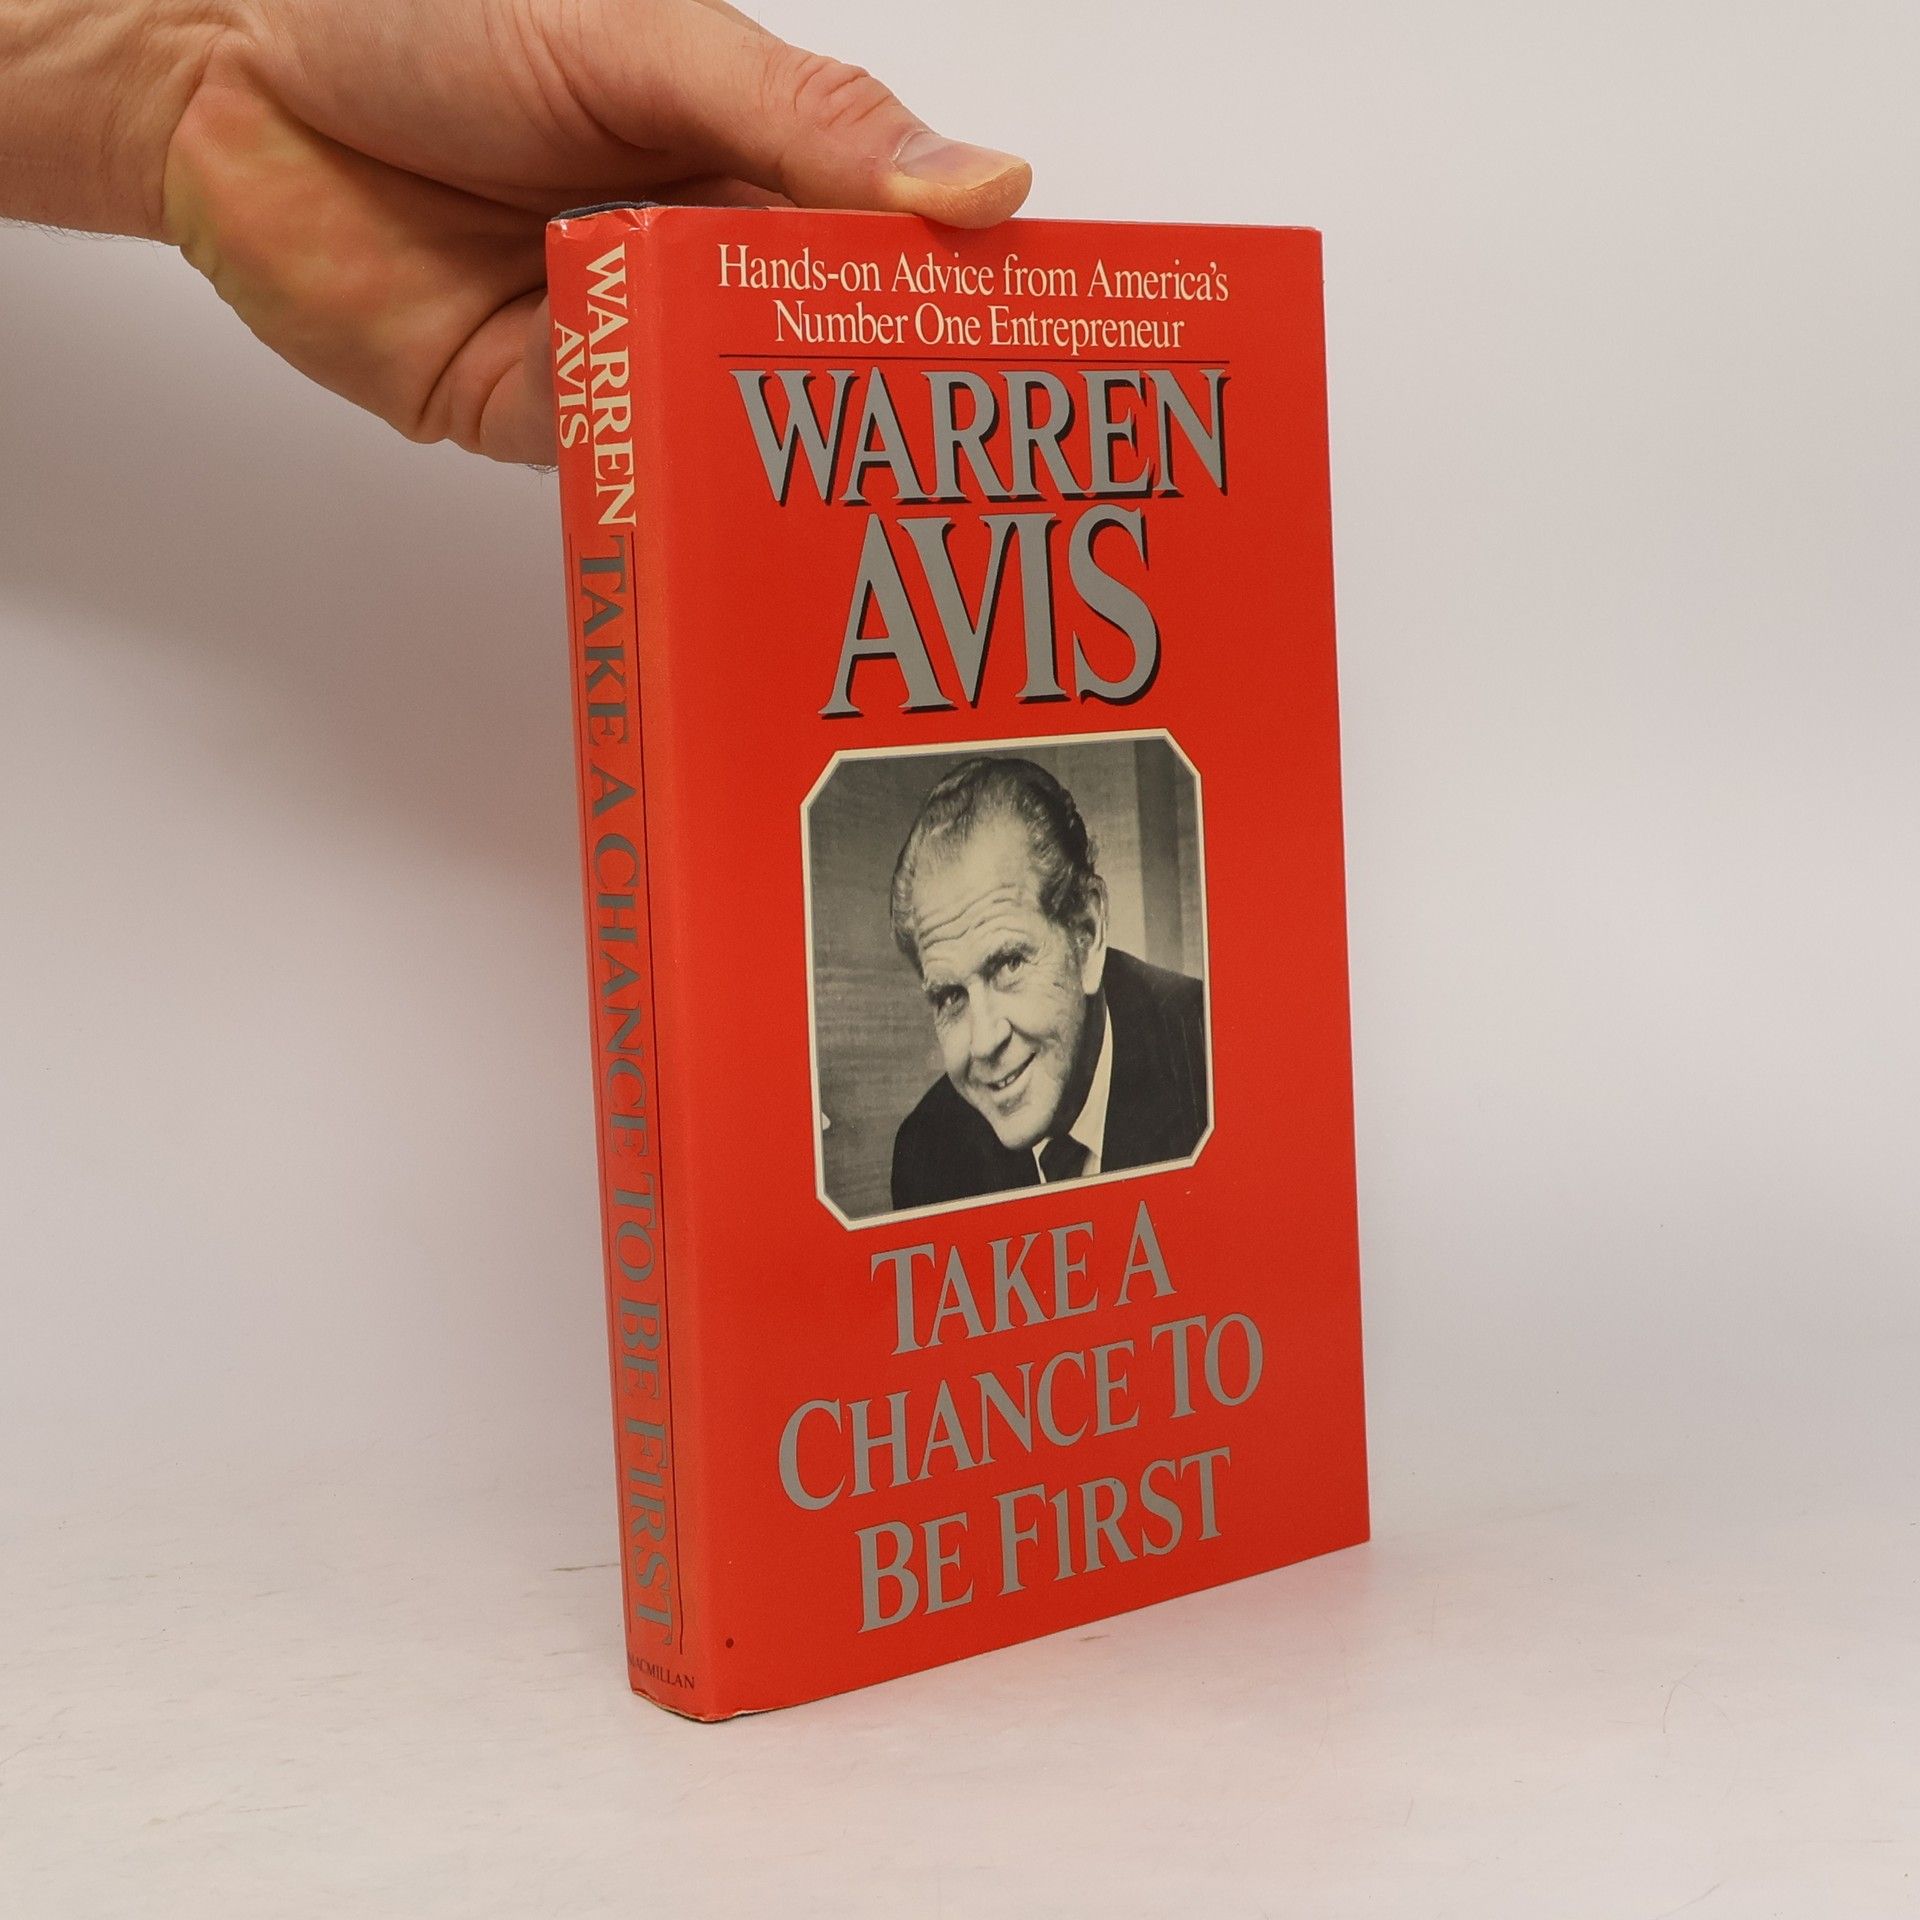 Hands-on Advice from America's
Number One Entrepreneur
WARREN
AVIS
TAKE A
CHANCE TO
BE FIRST
WARREN
AVIS
TAKE A CHANCE TO BE FIRST
MACMILLAN